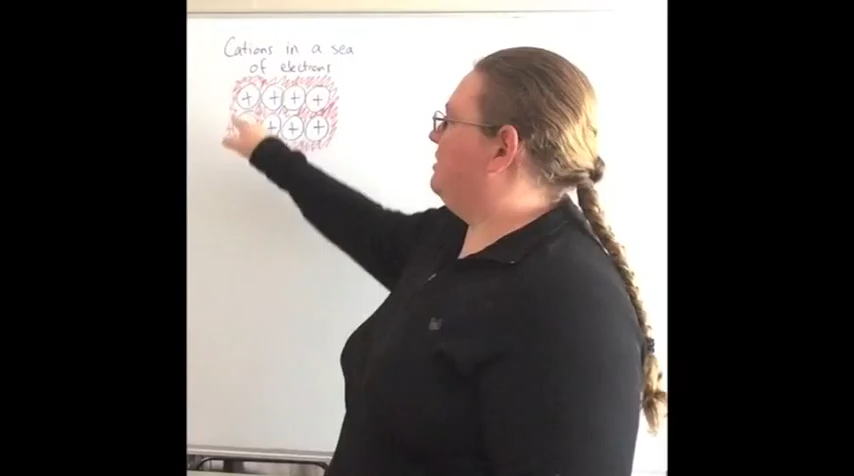 Cations in a sea
of electrons
+ + + +
+ + +